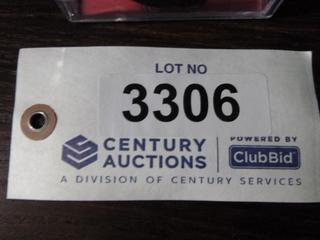 LOT NO
3306
CENTURY
AUCTIONS
POWERED BY
ClubBid
A DIVISION OF CENTURY SERVICES